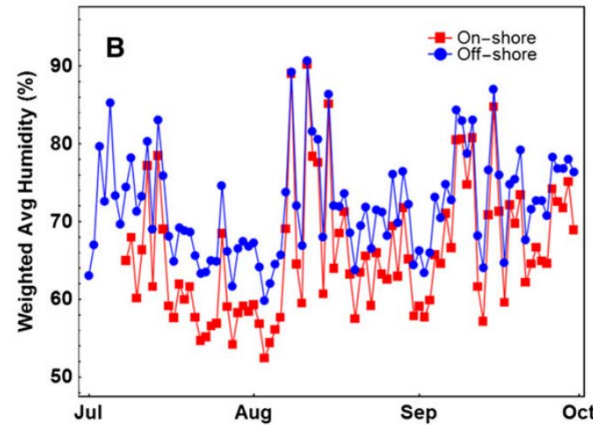 B
On-shore
Off-shore
Weighted Avg Humidity (%)
90
80
70
60
50
Jul Aug Sep Oct